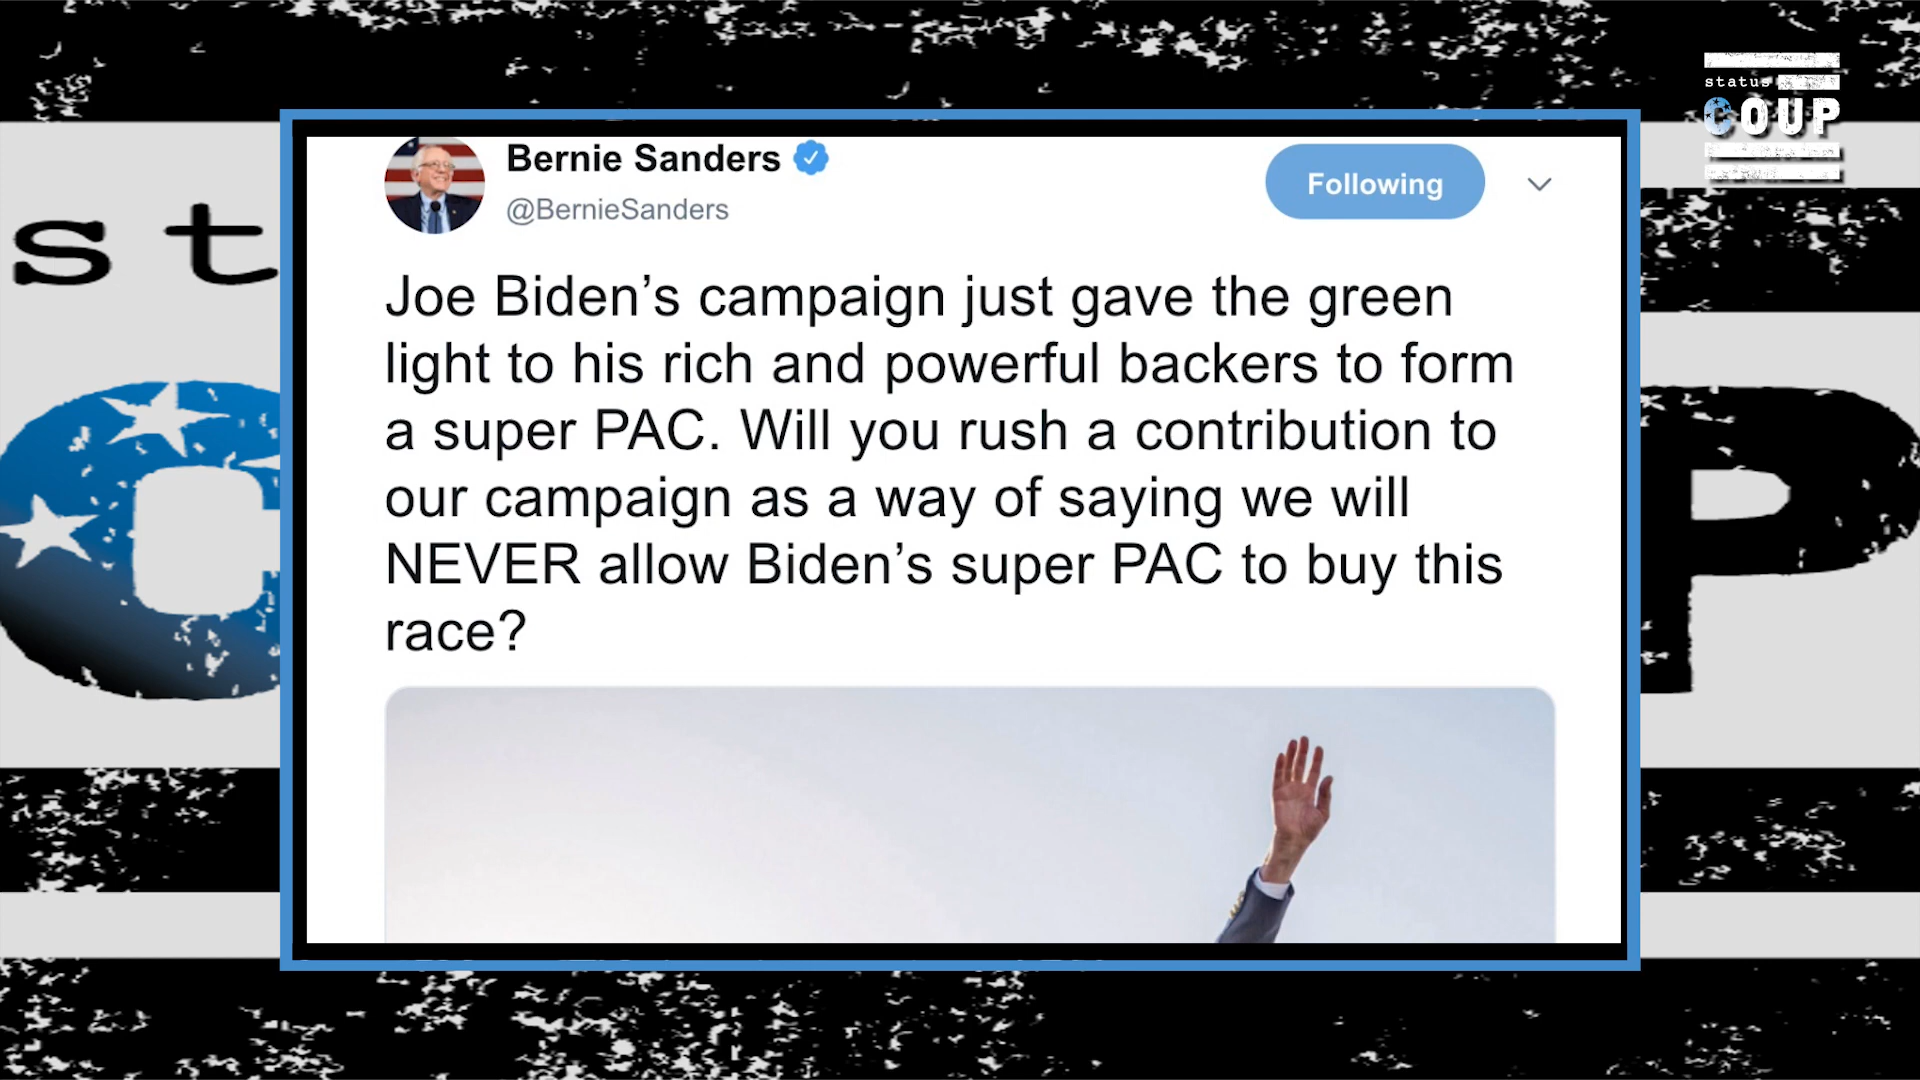 status
COUP
st
C
P
Bernie Sanders
@BernieSanders
Following
Joe Biden’s campaign just gave the green
light to his rich and powerful backers to form
a super PAC. Will you rush a contribution to
our campaign as a way of saying we will
NEVER allow Biden’s super PAC to buy this
race?